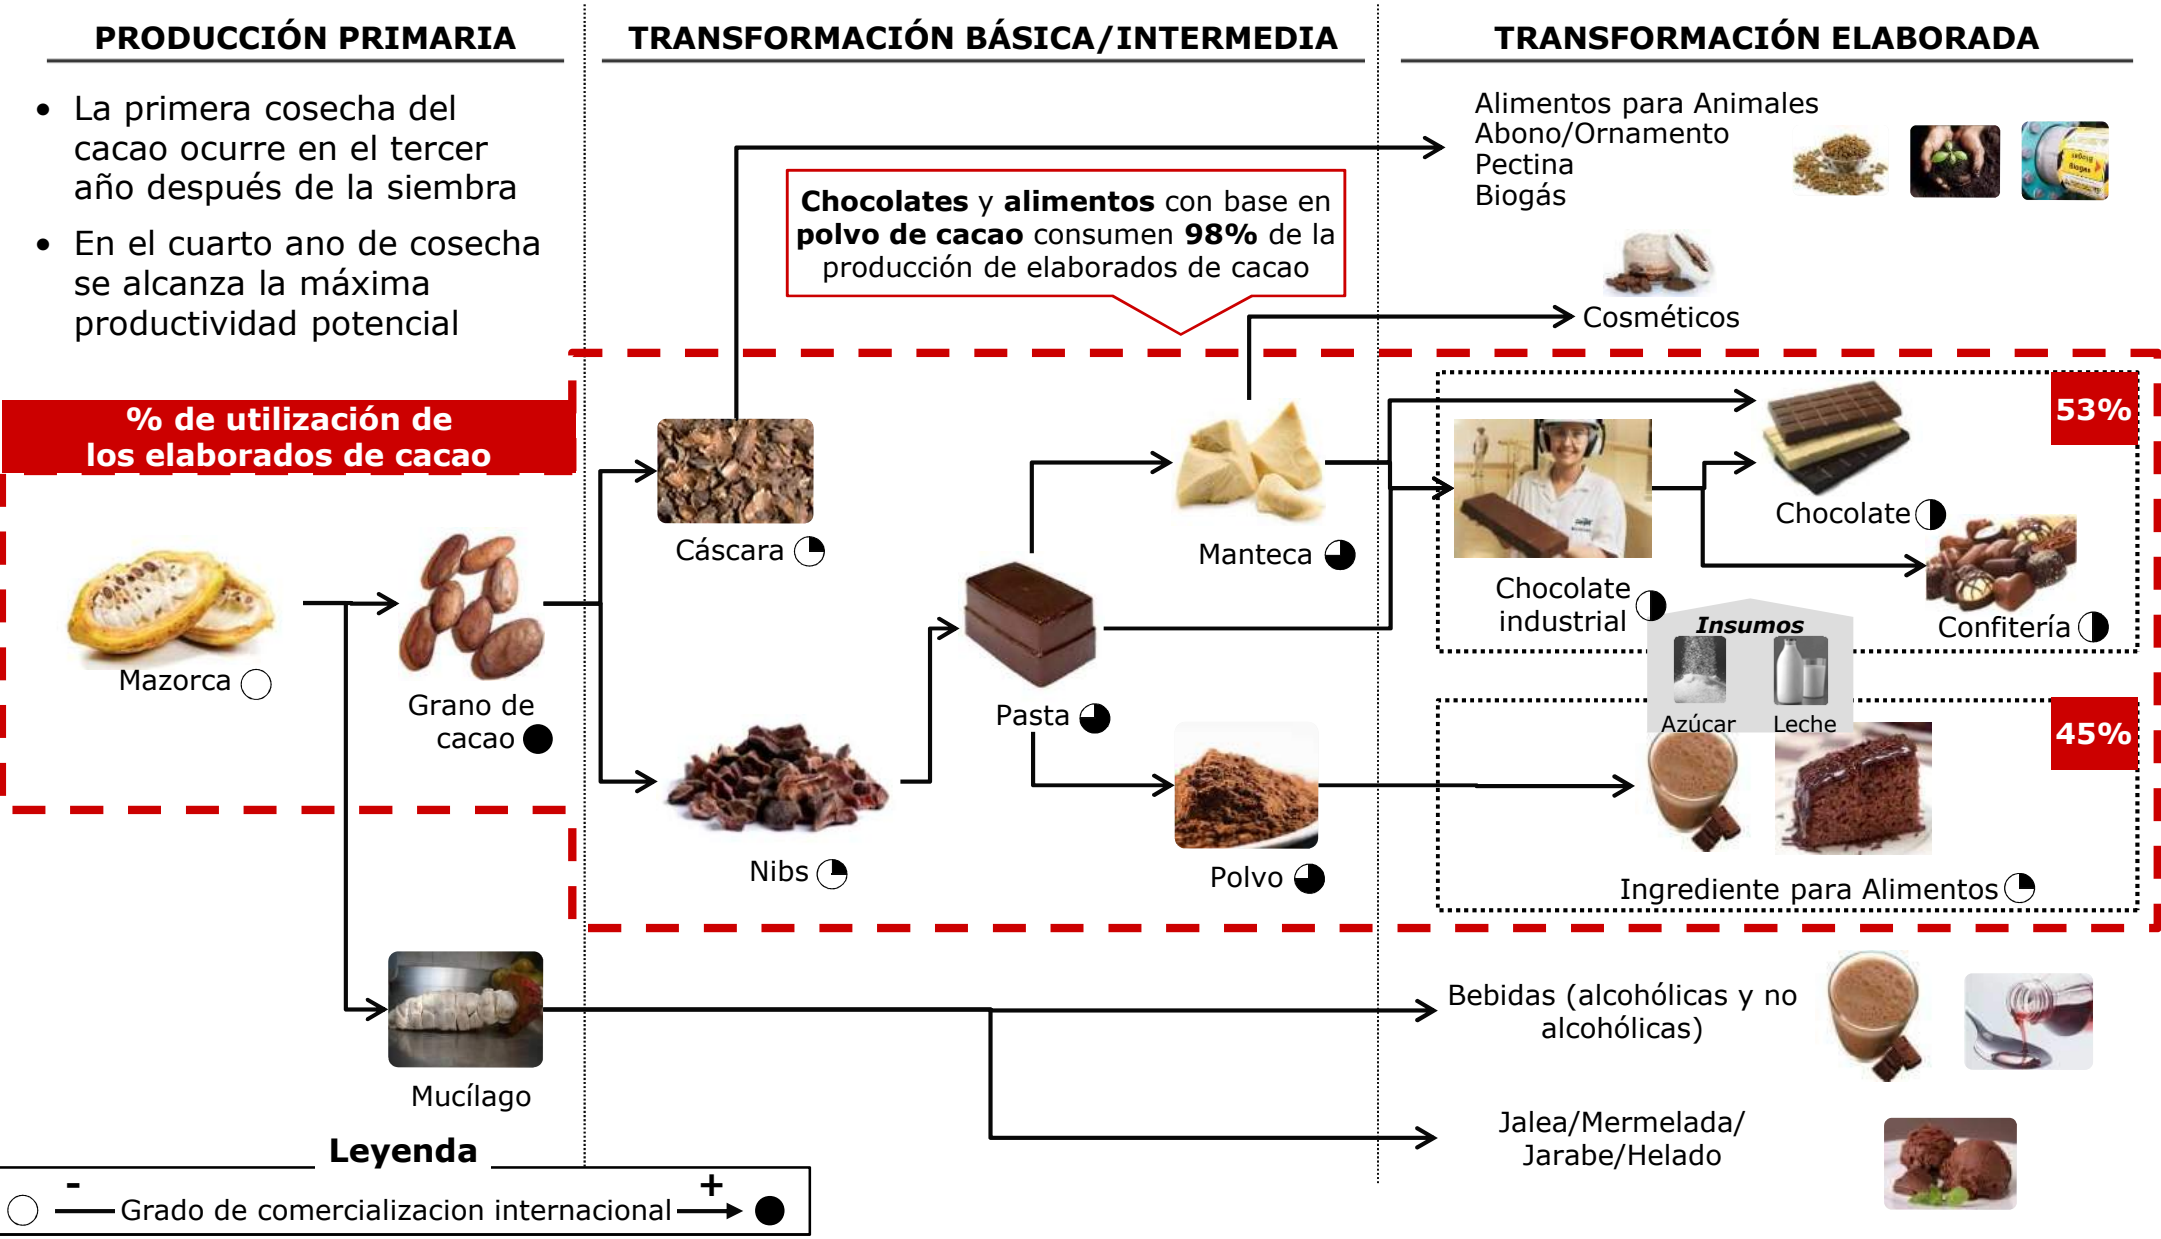 PRODUCCIÓN PRIMARIA
• La primera cosecha del
cacao ocurre en el tercer
año después de la siembra
• En el cuarto ano de cosecha
se alcanza la máxima
productividad potencial
% de utilización de
los elaborados de cacao
Mazorca
Grano de
cacao
Mucílago
TRANSFORMACIÓN BÁSICA/INTERMEDIA
Chocolates y alimentos con base en
polvo de cacao consumen 98% de la
producción de elaborados de cacao
Cáscara
Nibs
Pasta
Manteca
Polvo
TRANSFORMACIÓN ELABORADA
Alimentos para Animales
Abono/Ornamento
Pectina
Biogás
Cosméticos
53%
Chocolate
industrial
Chocolate
Confitería
Insumos
Azúcar
Leche
45%
Ingrediente para Alimentos
Bebidas (alcohólicas y no
alcohólicas)
Jalea/Mermelada/
Jarabe/Helado
Leyenda
- +
Grado de comercializacion internacional